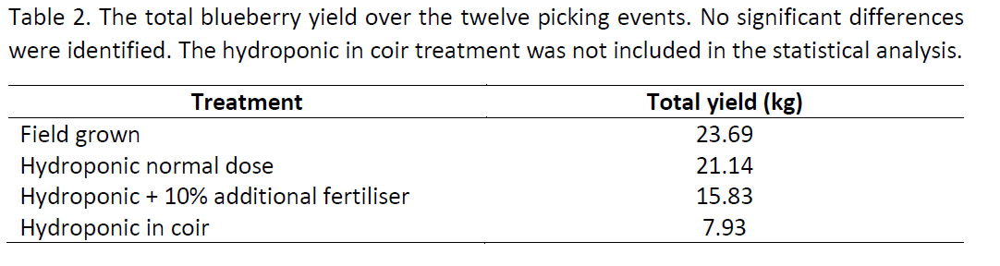 Table 2. The total blueberry yield over the twelve picking events. No significant differences
were identified. The hydroponic in coir treatment was not included in the statistical analysis.
Treatment Total yield (kg)
Field grown 23.69
Hydroponic normal dose 21.14
Hydroponic + 10% additional fertiliser 15.83
Hydroponic in coir 7.93